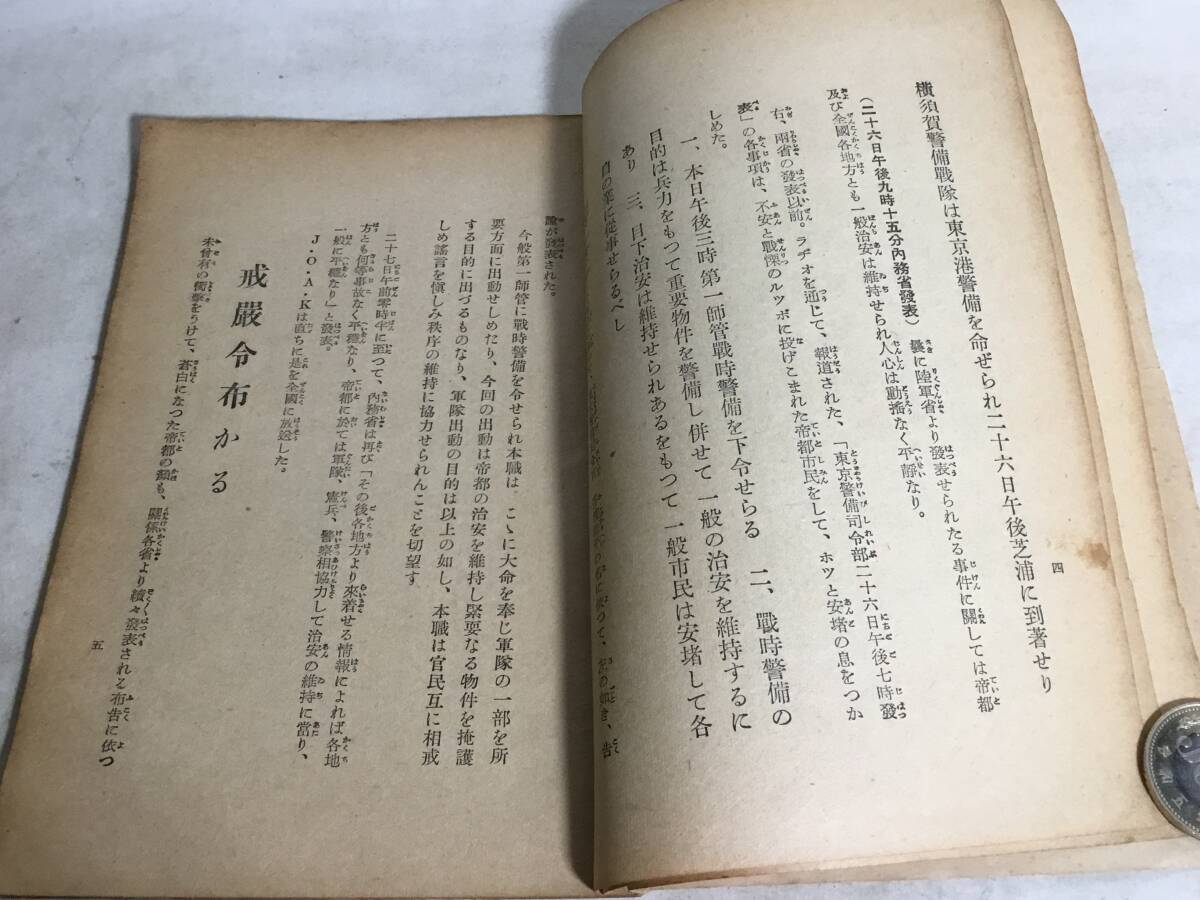 四
横須賀警備戰隊は東京港警備を命ぜられ二十六日午後芝浦に到著せり
(二十六日午後九時十五分內務省發表) 曩に陸軍省より發表せられたる事件に關しては帝都
及び全國各地方とも一般治安は維持せられ人心は動搖なく平靜なり。
右、兩省の發表以前。ラヂオを通じて、報道された、「東京警備司令部二十六日午後七時發
表」の各事項は、不安と戰慄のルツボに投げこまれた帝都市民をして、ホツと安堵の息をつか
しめた。
一、本日午後三時第一師管戰時警備を下令せらる 二、戰時警備の
目的は兵力をもつて重要物件を警備し併せて一般の治安を維持するに
あり 三、目下治安は維持せられあるをもつて一般市民は安堵して各
自の業に從事せらるべし
諭が發表された。
今般第一師管に戰時警備を令せられ本職は こゝに大命を奉じ軍隊の一部を所
要方面に出動せしめたり、今回の出動は帝都の治安を維持し緊要なる物件を掩護
する目的に出づるものなり、軍隊出動の目的は以上の如し、本職は官民互に相戒
しめ謠言を愼しみ秩序の維持に協力せられんことを切望す
二十七日午前零時半に至つて、內務省は再び「その後各地方より來着せる情報によれば各地
方とも何等事故なく平穩なり、帝都に於ては軍隊、憲兵、警察相協力して治安の維持に當り、
一般に平穩なり」と發表。
J・O・A・Kは直ちに是を全國に放送した。
戒嚴令布かる
未曾有の衝擊をうけて、蒼白になつた帝都の顏も、關係各省より續々發表される布告に依つ
五